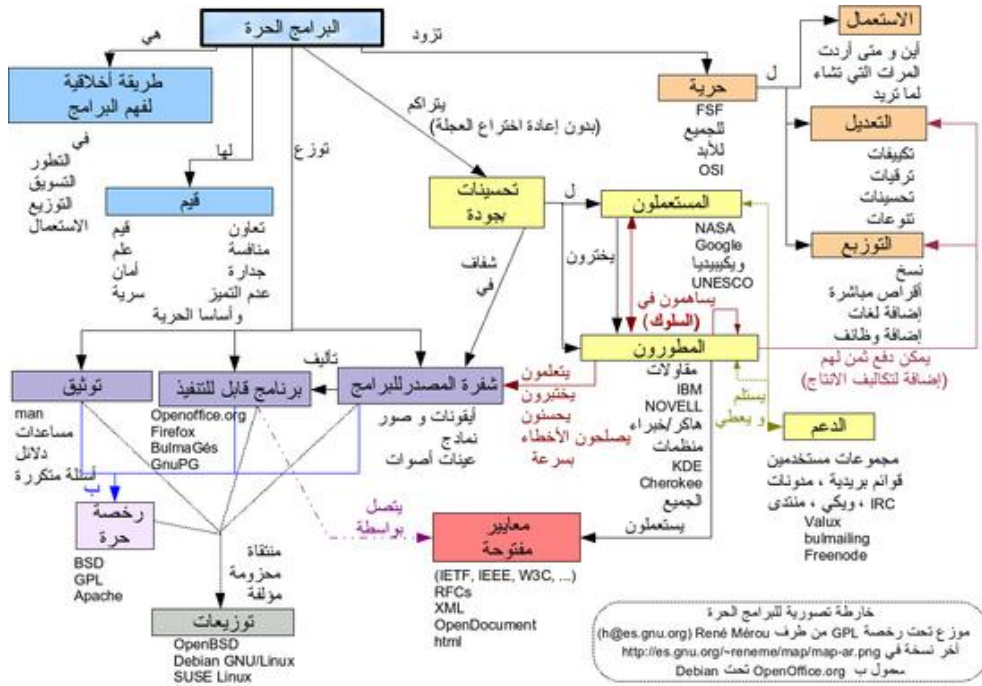 البرامج الحرة
هي
تزود
طريقة أخلاقية
لفهم البرامج
في
التطور
التسويق
التوزيع
الاستعمال
لها
قيم
تعاون
منافسة
جدارة
عدم التميز
قيم
علم
أمان
سرية
وأساسا الحرية
توزع
يتراكم
(بدون إعادة اختراع العجلة)
حرية
FSF
للجميع
للأبد
OSI
ل
الاستعمال
أين و متى أردت
المرات التي تشاء
لما تريد
التعديل
تكييفات
ترقيات
تحسينات
تنوعات
التوزيع
نسخ
أقراص مباشرة
إضافة لغات
إضافة وظائف
يمكن دفع ثمن لهم
(إضافة لتكاليف الانتاج)
تحسينات
بجودة
ل
المستعملون
NASA
Google
ويكيبيديا
UNESCO
يختارون
شفاف
في
يساهمون في
(السلوك)
المطورون
مقاولات
IBM
NOVELL
هاكر/خبراء
منظمات
KDE
Cherokee
الجميع
يستعملون
يستلم
و يعطي
الدعم
مجموعات مستخدمين
قوائم بريدية ، مدونات
IRC ، ويكي ، منتدى
Valux
bulmailing
Freenode
يتعلمون
يختبرون
يحسنون
يصلحون الأخطاء
بسرعة
شفرة المصدر للبرامج
أيقونات و صور
نماذج
عينات أصوات
تأليف
برنامج قابل للتنفيذ
Openoffice.org
Firefox
BulmaGés
GnuPG
توثيق
man
مساعدات
دلائل
أسئلة متكررة
ب
رخصة
حرة
BSD
GPL
Apache
يتصل
بواسطة
معايير
مفتوحة
(IETF, IEEE, W3C, ...)
RFCs
XML
OpenDocument
html
منتقاة
محزومة
مؤلفة
توزيعات
OpenBSD
Debian GNU/Linux
SUSE Linux
خارطة تصورية للبرامج الحرة
موزع تحت رخصة GPL من طرف René Mérou (h@es.gnu.org)
آخر نسخة في http://es.gnu.org/~reneme/map/map-ar.png
معمول ب OpenOffice.org تحت Debian